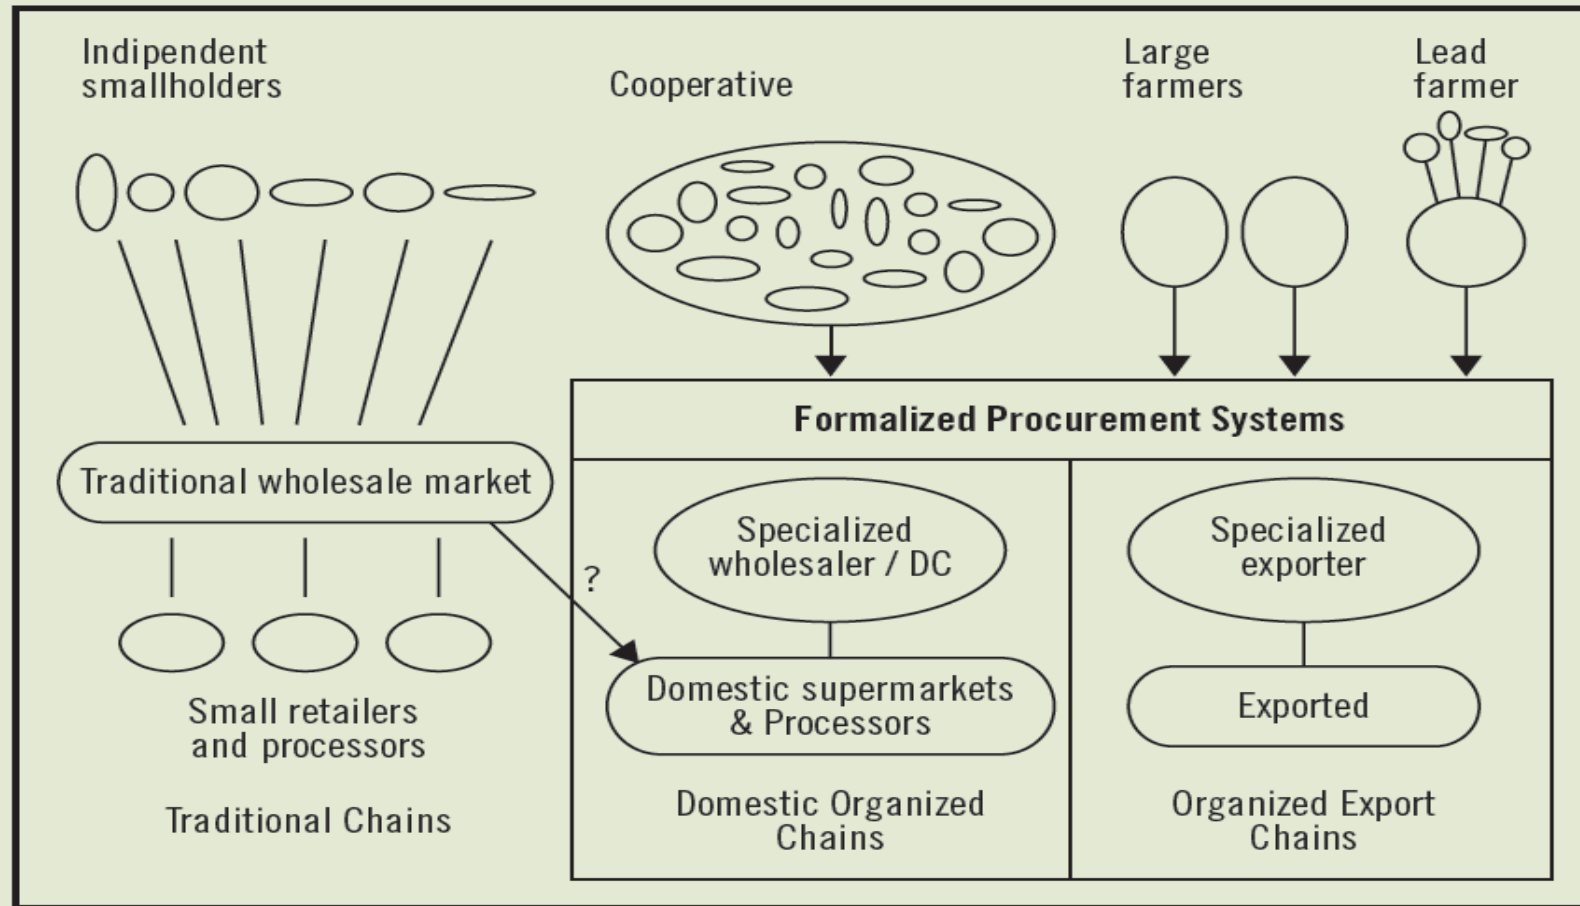 Indipendent
smallholders
Cooperative
Large
farmers
Lead
farmer
Formalized Procurement Systems
Traditional wholesale market
?
Specialized
wholesaler / DC
Specialized
exporter
Domestic supermarkets
& Processors
Exported
Small retailers
and processors
Traditional Chains
Domestic Organized
Chains
Organized Export
Chains